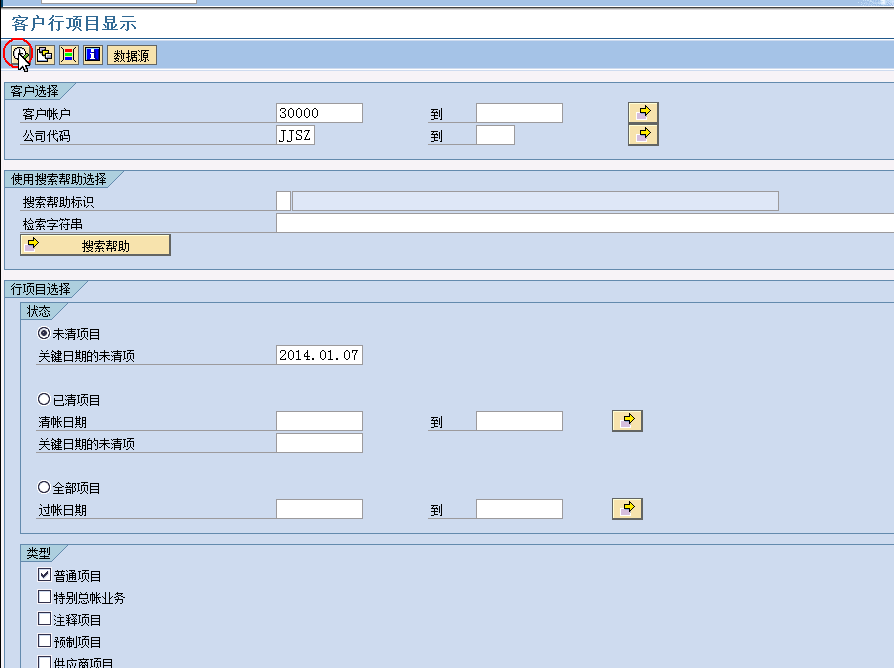 客户行项目显示
数据源
客户选择
客户帐户 30000 到
公司代码 JJSZ 到
使用搜索帮助选择
搜索帮助标识
检索字符串
搜索帮助
行项目选择
状态
未清项目
关键日期的未清项 2014.01.07
已清项目
清帐日期 到
关键日期的未清项
全部项目
过帐日期 到
类型
普通项目
特别总帐业务
注释项目
预制项目
供应商项目